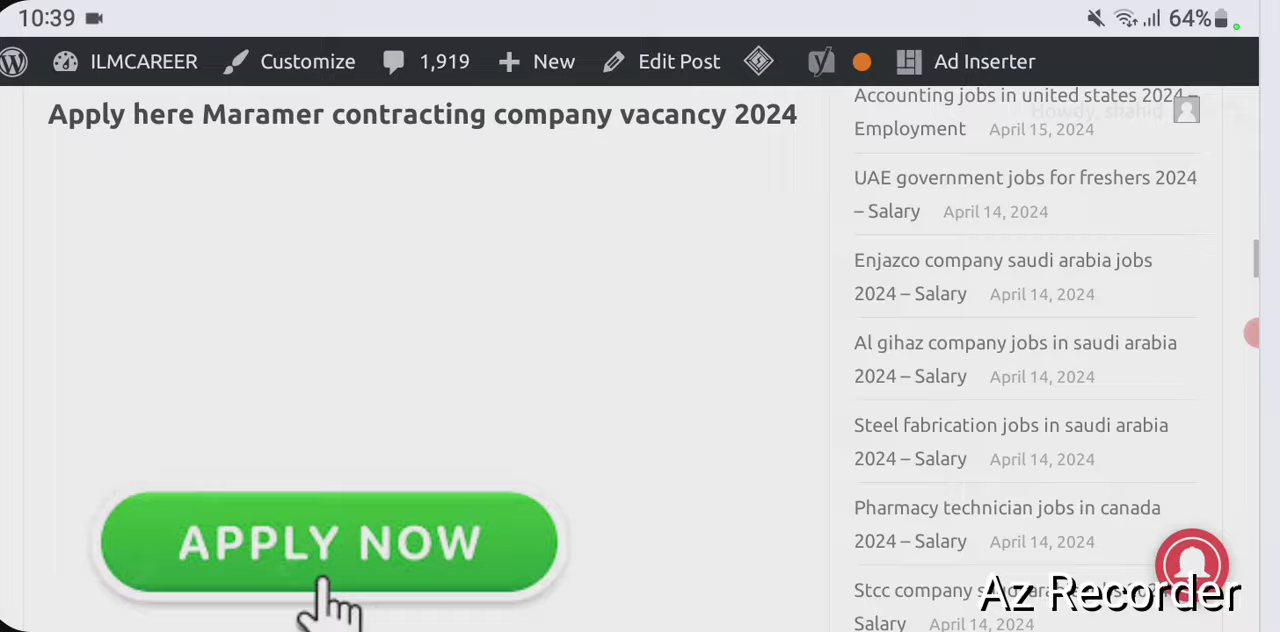 10:39 64%
ILMCAREER Customize 1,919 New Edit Post Ad Inserter
Howdy, shahid
Apply here Maramer contracting company vacancy 2024
APPLY NOW
Accounting jobs in united states 2024 –
Employment April 15, 2024
UAE government jobs for freshers 2024
– Salary April 14, 2024
Enjazco company saudi arabia jobs
2024 – Salary April 14, 2024
Al gihaz company jobs in saudi arabia
2024 – Salary April 14, 2024
Steel fabrication jobs in saudi arabia
2024 – Salary April 14, 2024
Pharmacy technician jobs in canada
2024 – Salary April 14, 2024
Stcc company
Salary April 14, 2024
Az Recorder